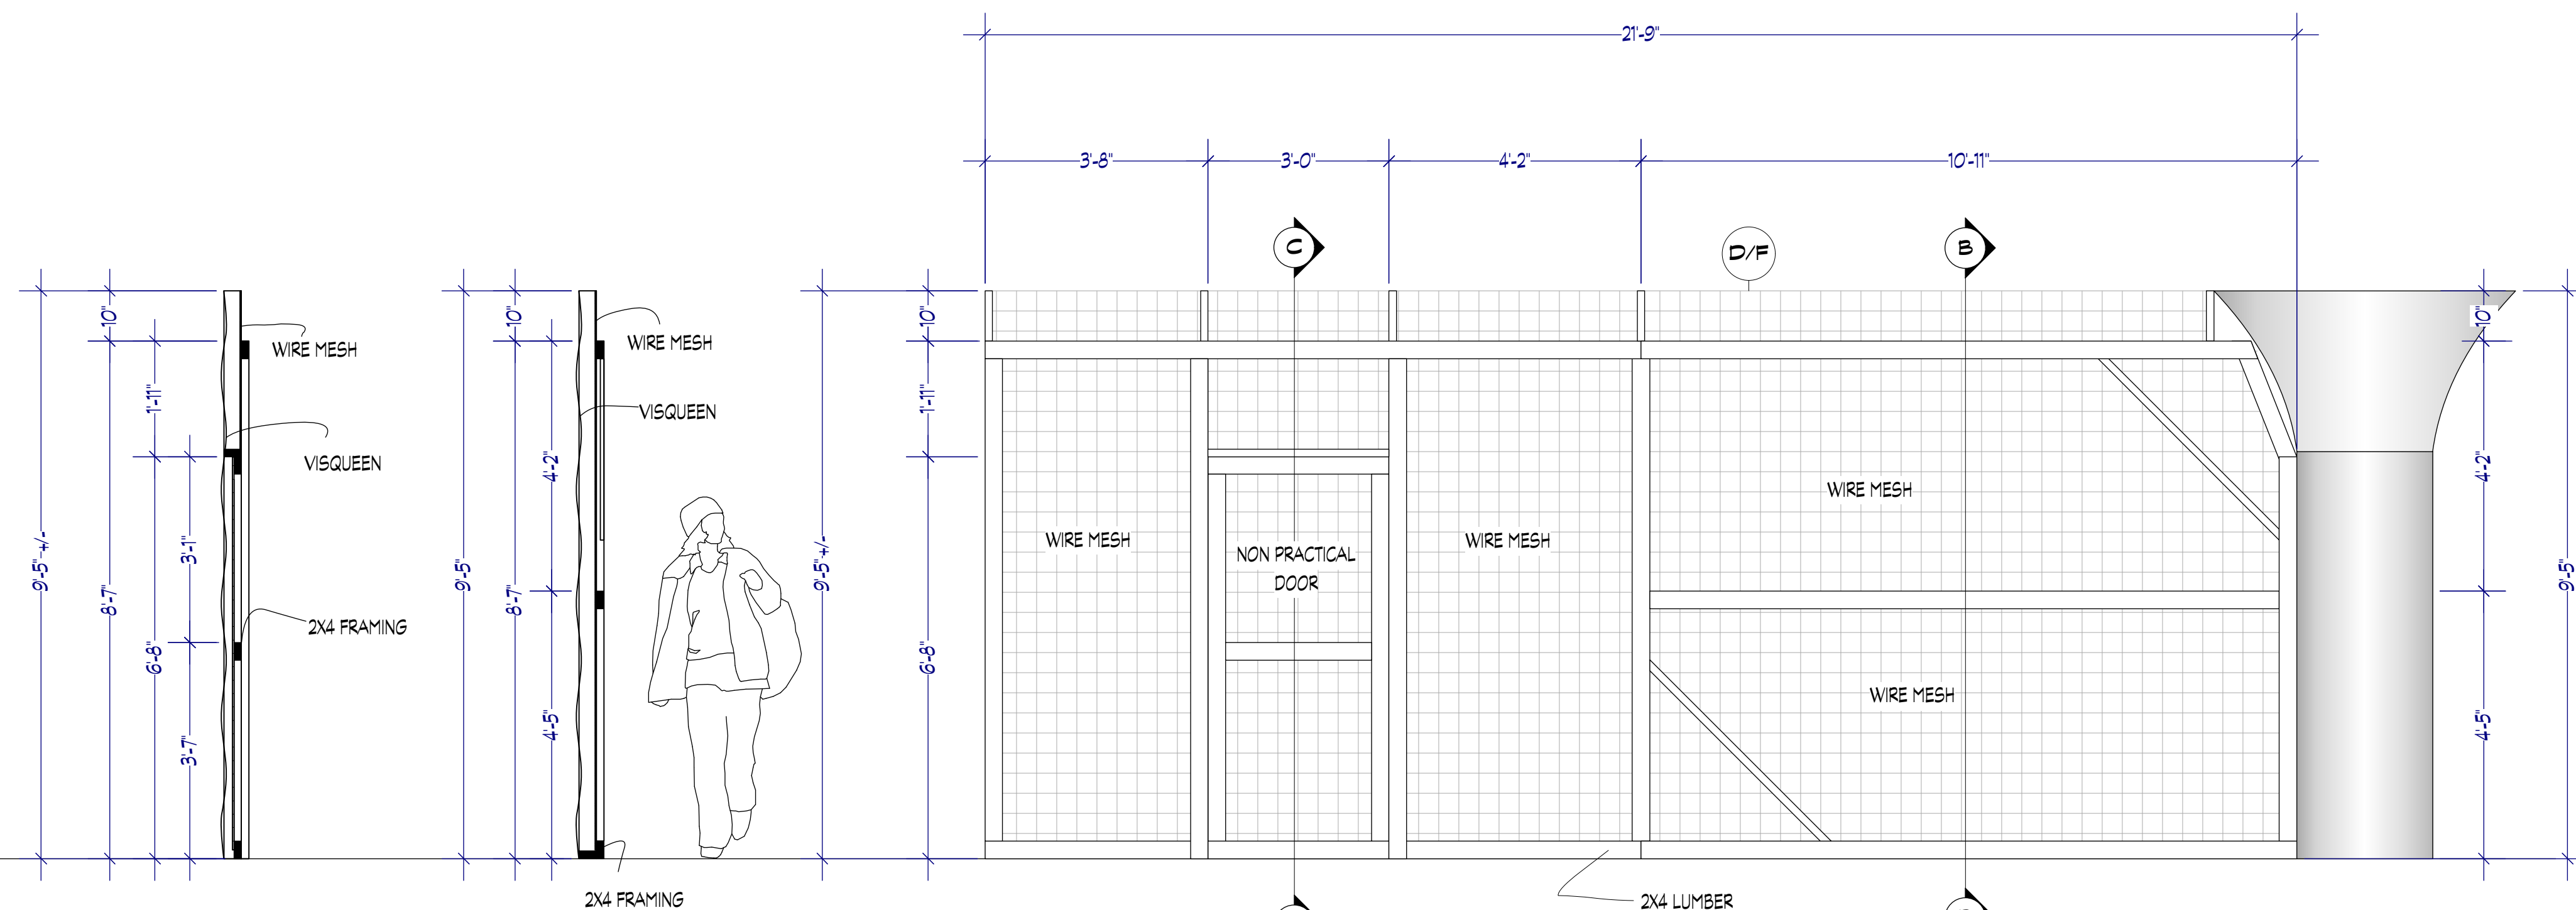 21'-9"
3'-8"
3'-0"
4'-2"
10'-11"
C
D/F
B
10"
1'-11"
3'-1"
3'-7"
6'-8"
8'-7"
9'-5" +/-
WIRE MESH
VISQUEEN
2X4 FRAMING
10"
4'-2"
4'-5"
8'-7"
9'-5"
WIRE MESH
VISQUEEN
2X4 FRAMING
9'-5" +/-
10"
1'-11"
6'-8"
WIRE MESH
NON PRACTICAL
DOOR
WIRE MESH
WIRE MESH
WIRE MESH
2X4 LUMBER
10"
4'-2"
4'-5"
9'-5"